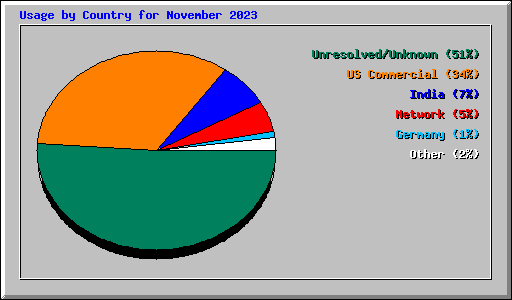 Usage by Country for November 2023
Unresolved/Unknown (51%)
US Commercial (34%)
India (7%)
Network (5%)
Germany (1%)
Other (2%)